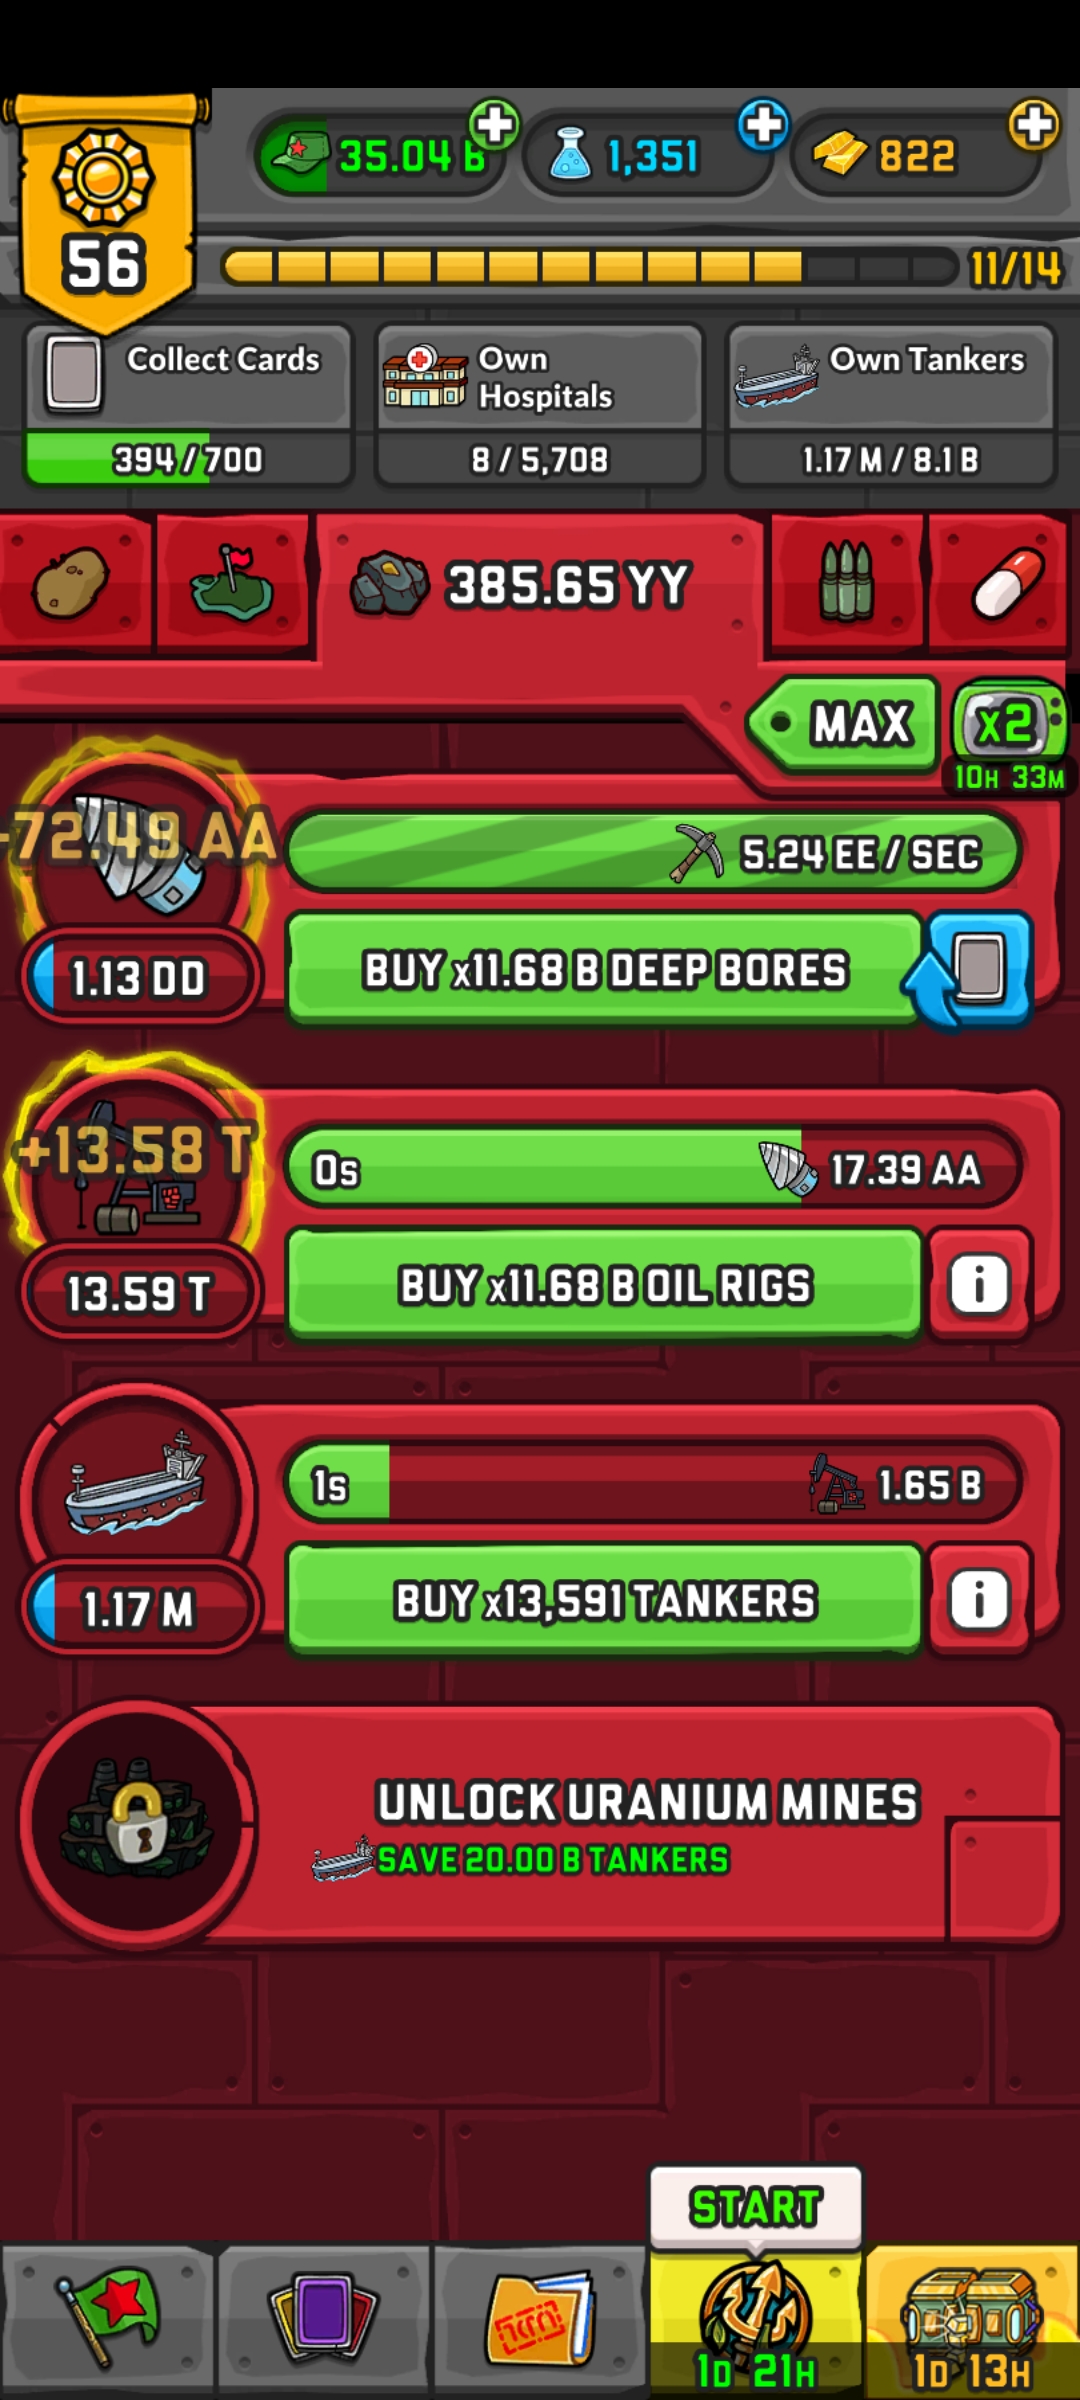 35.04 B
1,351
822
56
11/14
Collect Cards
394 / 700
Own
Hospitals
8 / 5,708
Own Tankers
1.17 M / 8.1 B
385.65 YY
MAX
x2
10H 33M
-72.49 AA
5.24 EE / SEC
1.13 DD
BUY x11.68 B DEEP BORES
+13.58 T
0s
17.39 AA
13.59 T
BUY x11.68 B OIL RIGS
i
1s
1.65 B
1.17 M
BUY x13,591 TANKERS
i
UNLOCK URANIUM MINES
SAVE 20.00 B TANKERS
START
1D 21H
1D 13H